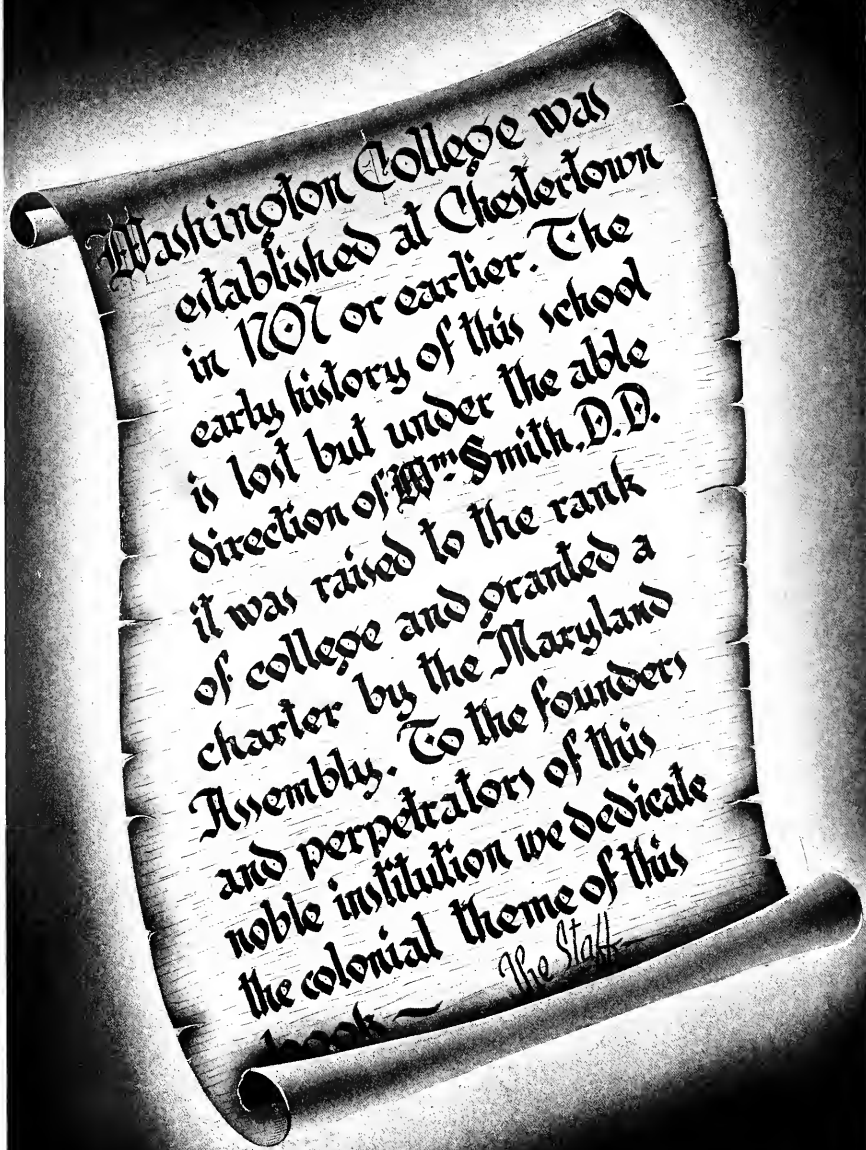 Washington College was
established at Chestertown
in 1707 or earlier. The
early history of this school
is lost but under the able
direction of Wm. Smith, D.D.
it was raised to the rank
of college and granted a
charter by the Maryland
Assembly. To the founders
and perpetrators of this
noble institution we dedicate
the colonial theme of this
book ~ The Staff